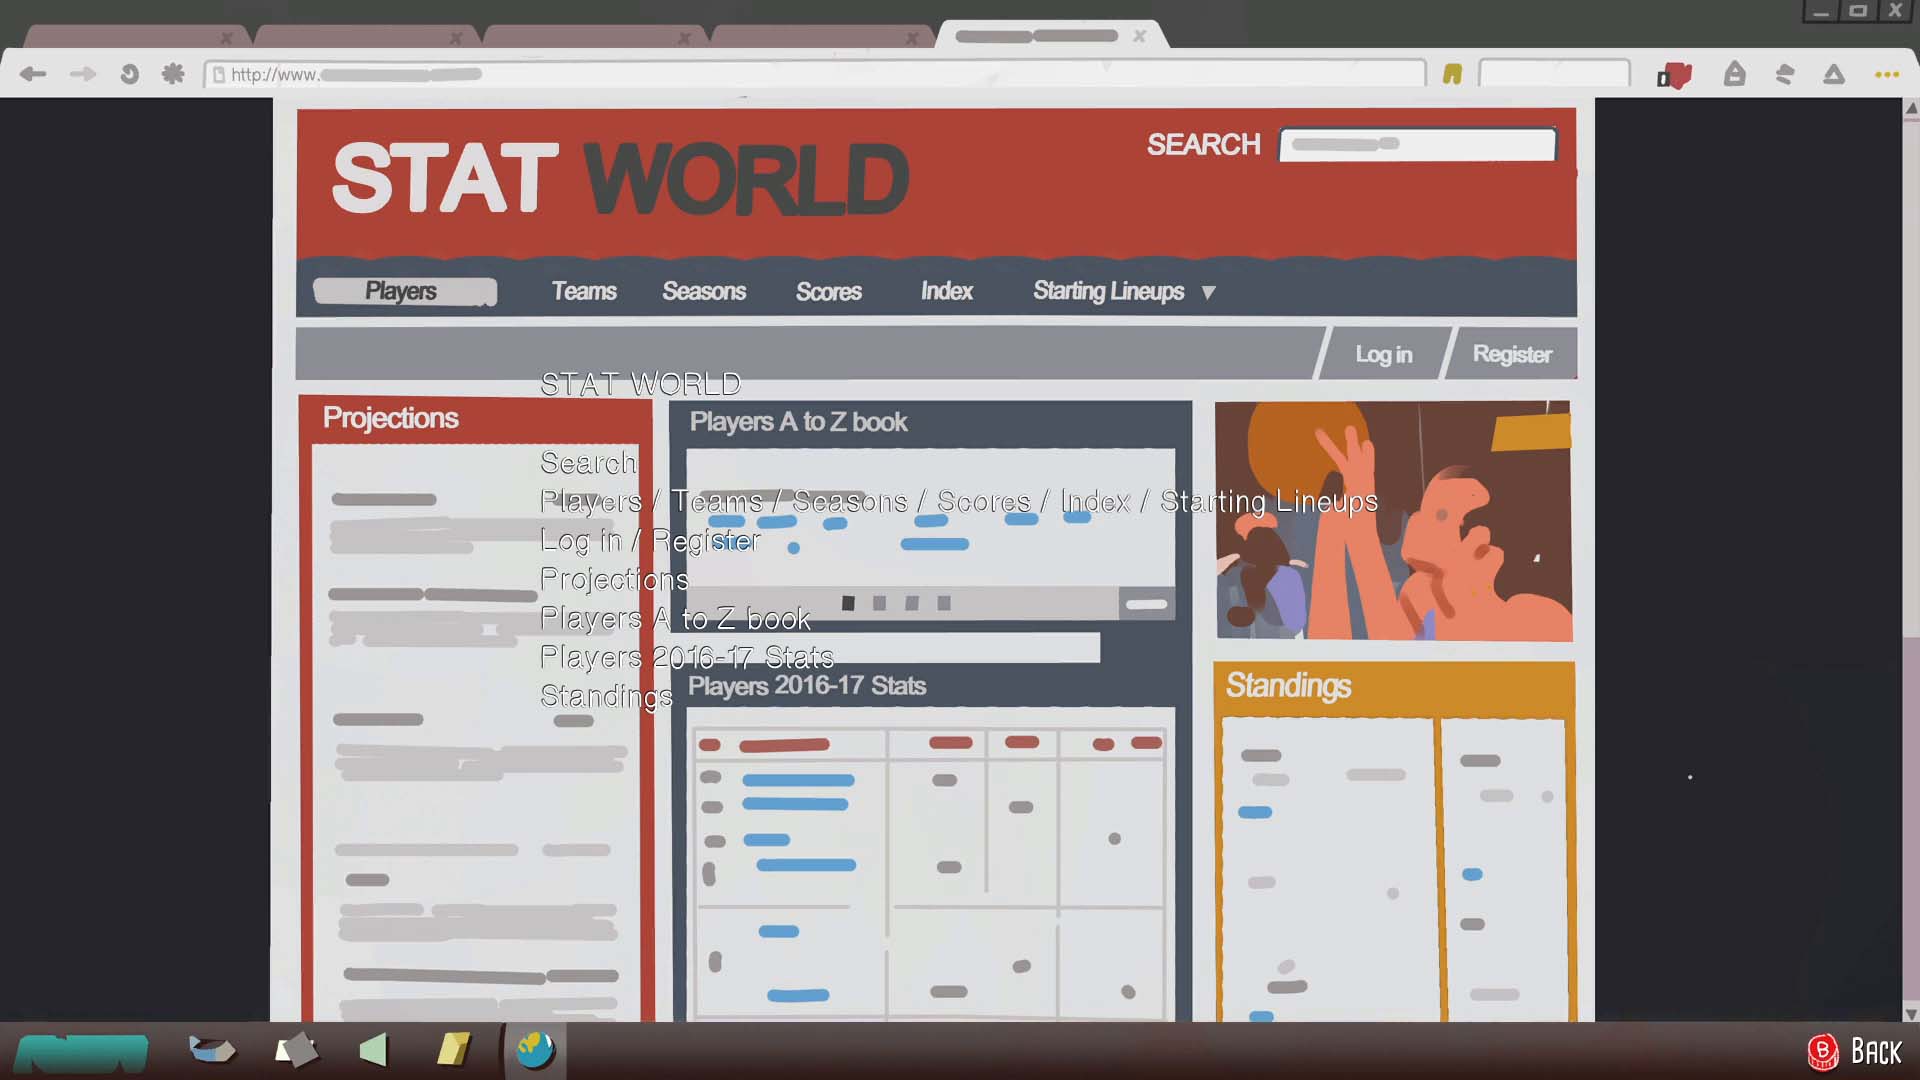 http://www.
STAT WORLD
SEARCH
Players Teams Seasons Scores Index Starting Lineups
Log in Register
STAT WORLD
Projections
Players A to Z book
Search
Players / Teams / Seasons / Scores / Index / Starting Lineups
Log in / Register
Projections
Players A to Z book
Players 2016-17 Stats
Standings
Players 2016-17 Stats
Standings
B BACK